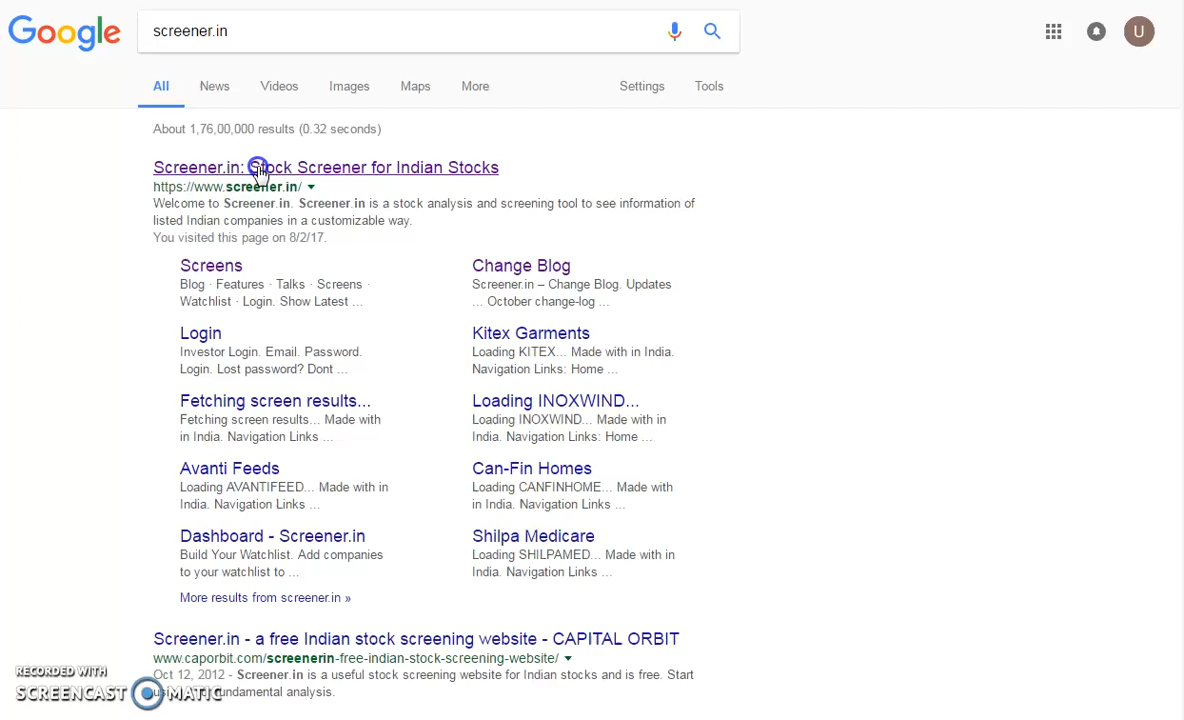 Google
screener.in
U
All News Videos Images Maps More Settings Tools
About 1,76,00,000 results (0.32 seconds)
Screener.in: Stock Screener for Indian Stocks
https://www.screener.in/
Welcome to Screener.in. Screener.in is a stock analysis and screening tool to see information of
listed Indian companies in a customizable way.
You visited this page on 8/2/17.
Screens
Blog · Features · Talks · Screens ·
Watchlist · Login. Show Latest ...
Change Blog
Screener.in – Change Blog. Updates
... October change-log ...
Login
Investor Login. Email. Password.
Login. Lost password? Dont ...
Kitex Garments
Loading KITEX... Made with in India.
Navigation Links: Home ...
Fetching screen results...
Fetching screen results... Made with
in India. Navigation Links ...
Loading INOXWIND...
Loading INOXWIND... Made with in
India. Navigation Links: Home ...
Avanti Feeds
Loading AVANTIFEED... Made with in
India. Navigation Links ...
Can-Fin Homes
Loading CANFINHOME... Made with
in India. Navigation Links ...
Dashboard - Screener.in
Build Your Watchlist. Add companies
to your watchlist to ...
Shilpa Medicare
Loading SHILPAMED... Made with in
India. Navigation Links ...
More results from screener.in »
Screener.in - a free Indian stock screening website - CAPITAL ORBIT
www.caporbit.com/screenerin-free-indian-stock-screening-website/
Oct 12, 2012 - Screener.in is a useful stock screening website for Indian stocks and is free. Start
fundamental analysis.
RECORDED WITH
SCREENCAST MATIC